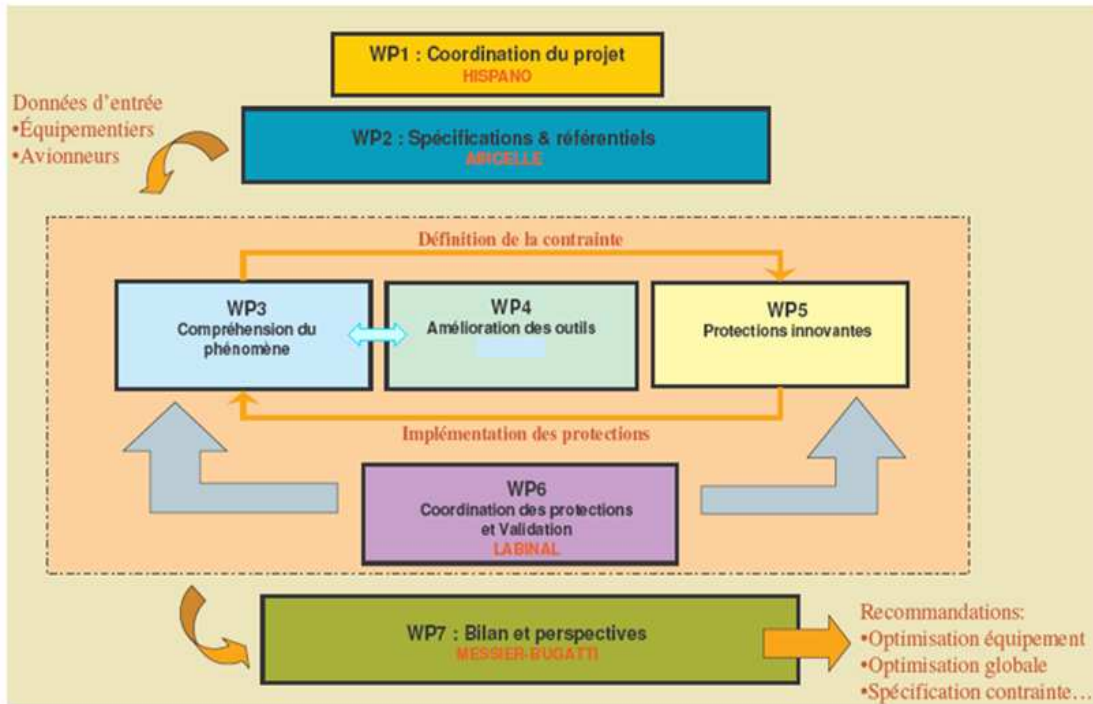 WP1 : Coordination du projet
HISPANO
Données d'entrée
•Équipementiers
•Avionneurs
WP2 : Spécifications & référentiels
ABICELLE
Définition de la contrainte
WP3
Compréhension du
phénomène
WP4
Amélioration des outils
WP5
Protections innovantes
Implémentation des protections
WP6
Coordination des protections
et Validation
LABINAL
WP7 : Bilan et perspectives
MESSIER-BUGATTI
Recommandations:
•Optimisation équipement
•Optimisation globale
•Spécification contrainte…